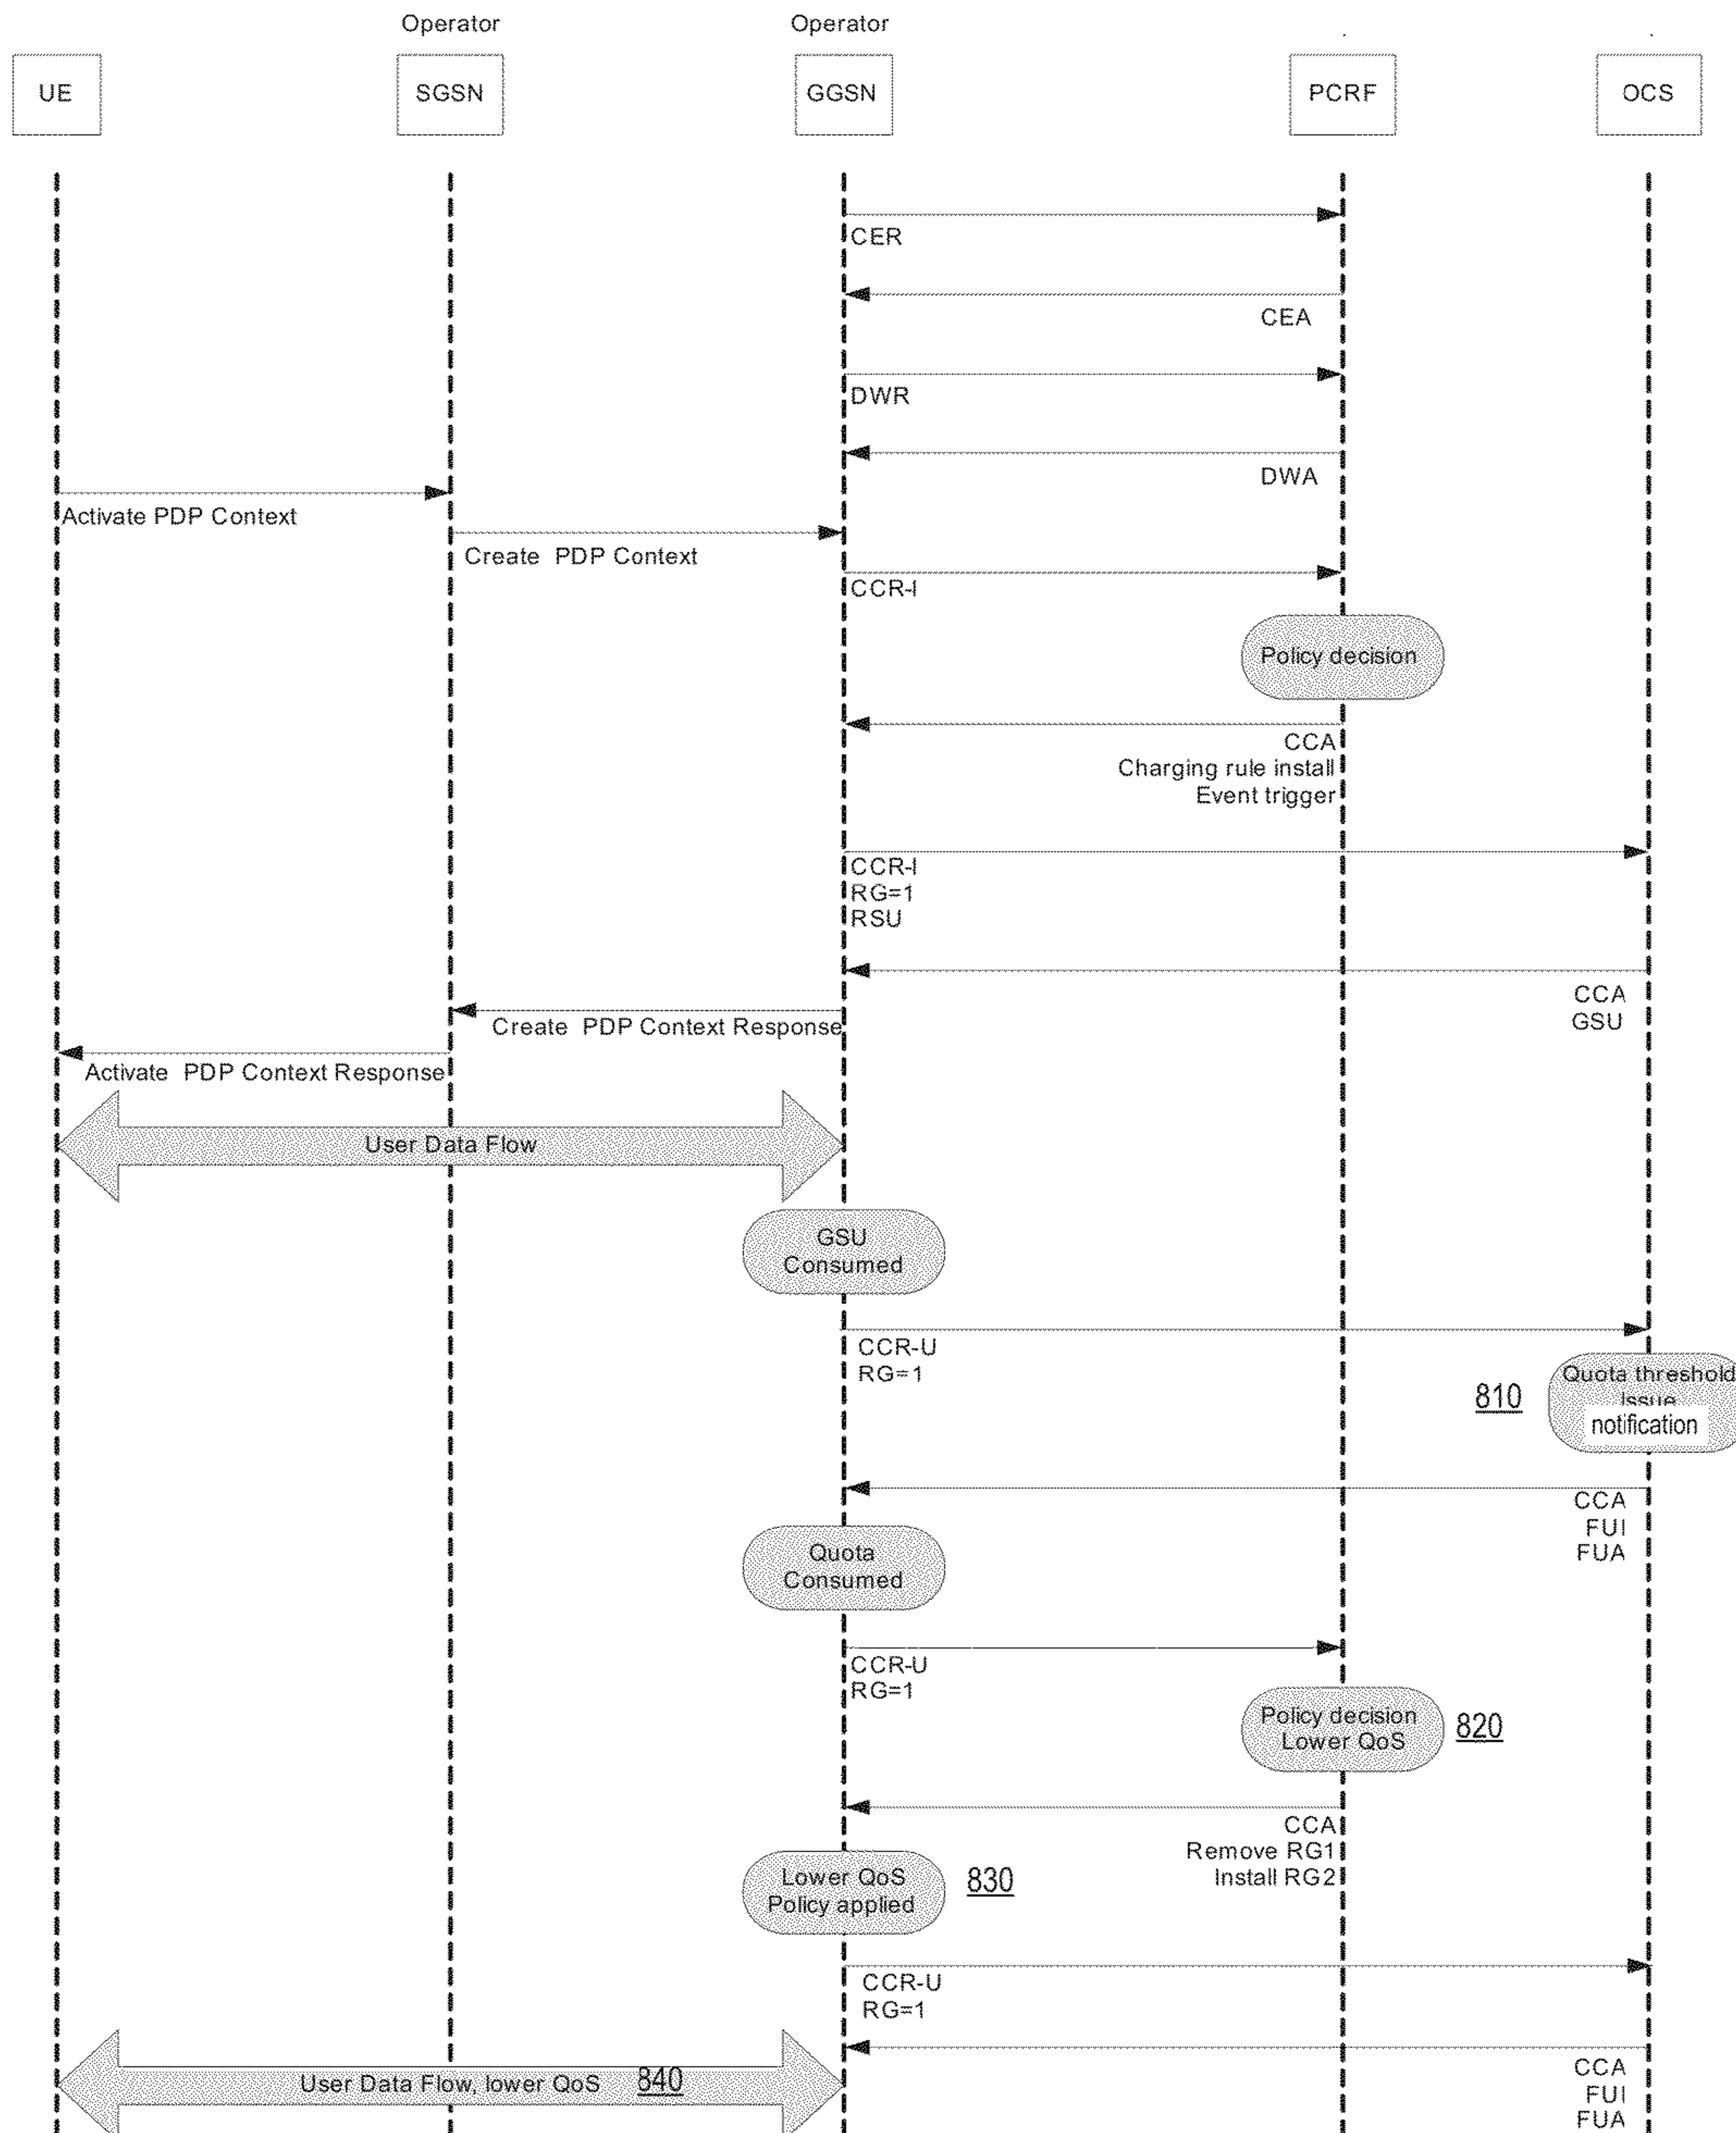 Operator
Operator
UE
SGSN
GGSN
PCRF
OCS
CER
CEA
DWR
DWA
Activate PDP Context
Create PDP Context
CCR-I
Policy decision
CCA
Charging rule install
Event trigger
CCR-I
RG=1
RSU
CCA
GSU
Create PDP Context Response
Activate PDP Context Response
User Data Flow
GSU
Consumed
CCR-U
RG=1
810
Quota threshold
Issue
notification
CCA
FUI
FUA
Quota
Consumed
CCR-U
RG=1
Policy decision
Lower QoS
820
CCA
Remove RG1
Install RG2
Lower QoS
Policy applied
830
CCR-U
RG=1
User Data Flow, lower QoS 840
CCA
FUI
FUA